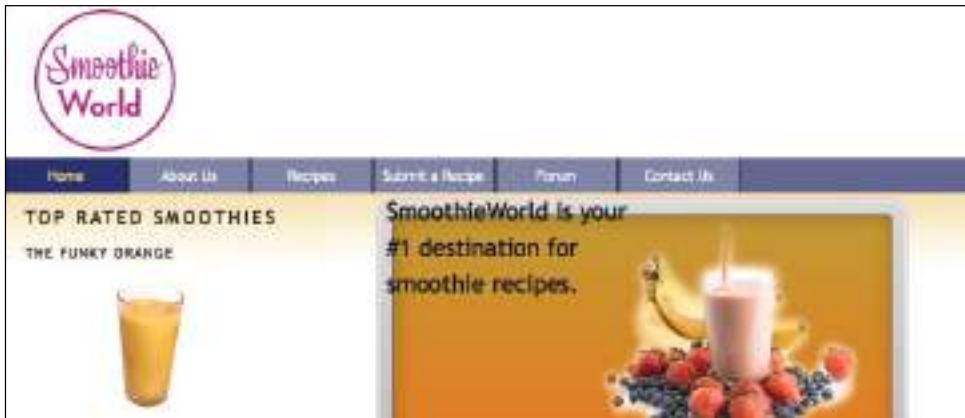 Smoothie
World
Home About Us Recipes Submit a Recipe Forum Contact Us
TOP RATED SMOOTHIES
THE FUNKY ORANGE
SmoothieWorld is your
#1 destination for
smoothie recipes.